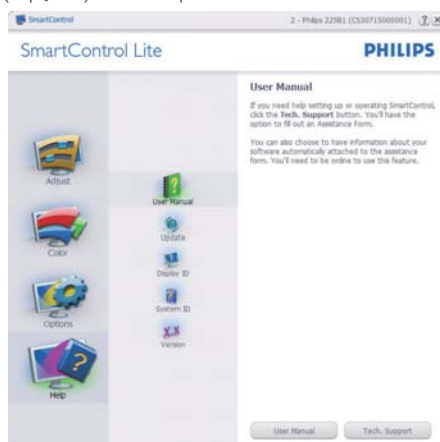 SmartControl
2 - Philips 225B1 (CS30715000001)
SmartControl Lite
PHILIPS
User Manual
If you need help setting up or operating SmartControl,
click the Tech. Support button. You'll have the
option to fill out an Assistance Form.
You can also choose to have information about your
software automatically attached to the assistance
form. You'll need to be online to use this feature.
Adjust
Color
Options
Help
User Manual
Update
Display ID
System ID
Version
User Manual
Tech. Support